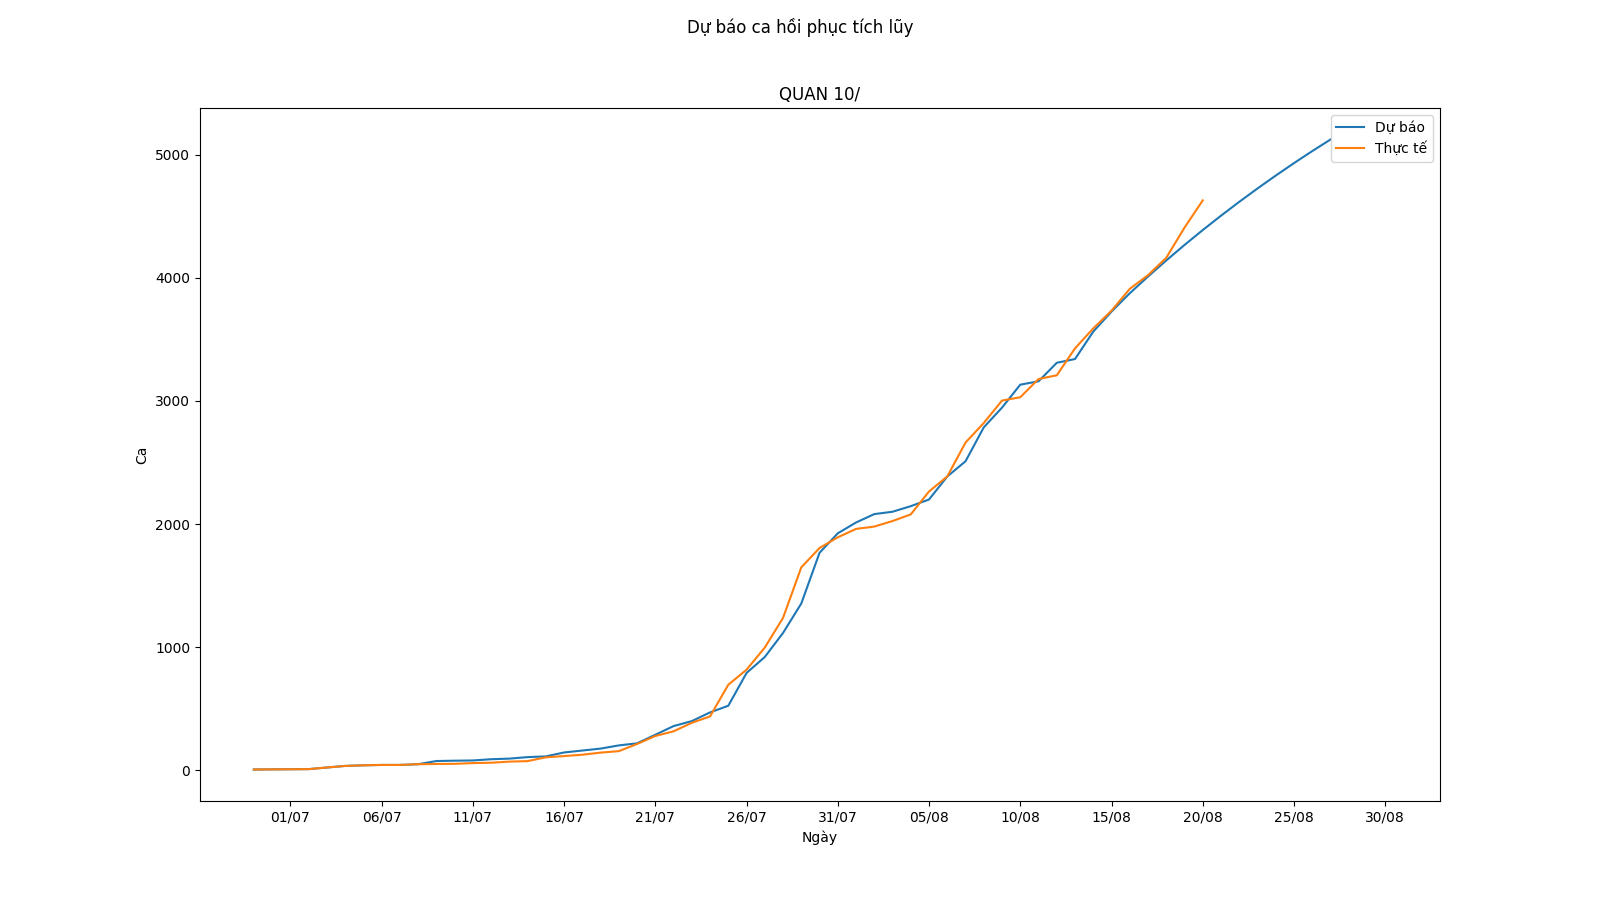 Dự báo ca hồi phục tích lũy
QUAN 10/
Dự báo
Thực tế
5000
4000
3000
2000
1000
0
Ca
01/07 06/07 11/07 16/07 21/07 26/07 31/07 05/08 10/08 15/08 20/08 25/08 30/08
Ngày